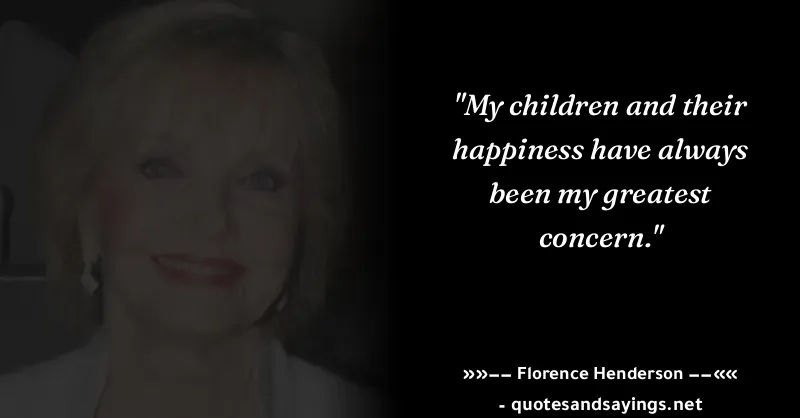 "My children and their
happiness have always
been my greatest
concern."
»»−− Florence Henderson −−««
- quotesandsayings.net